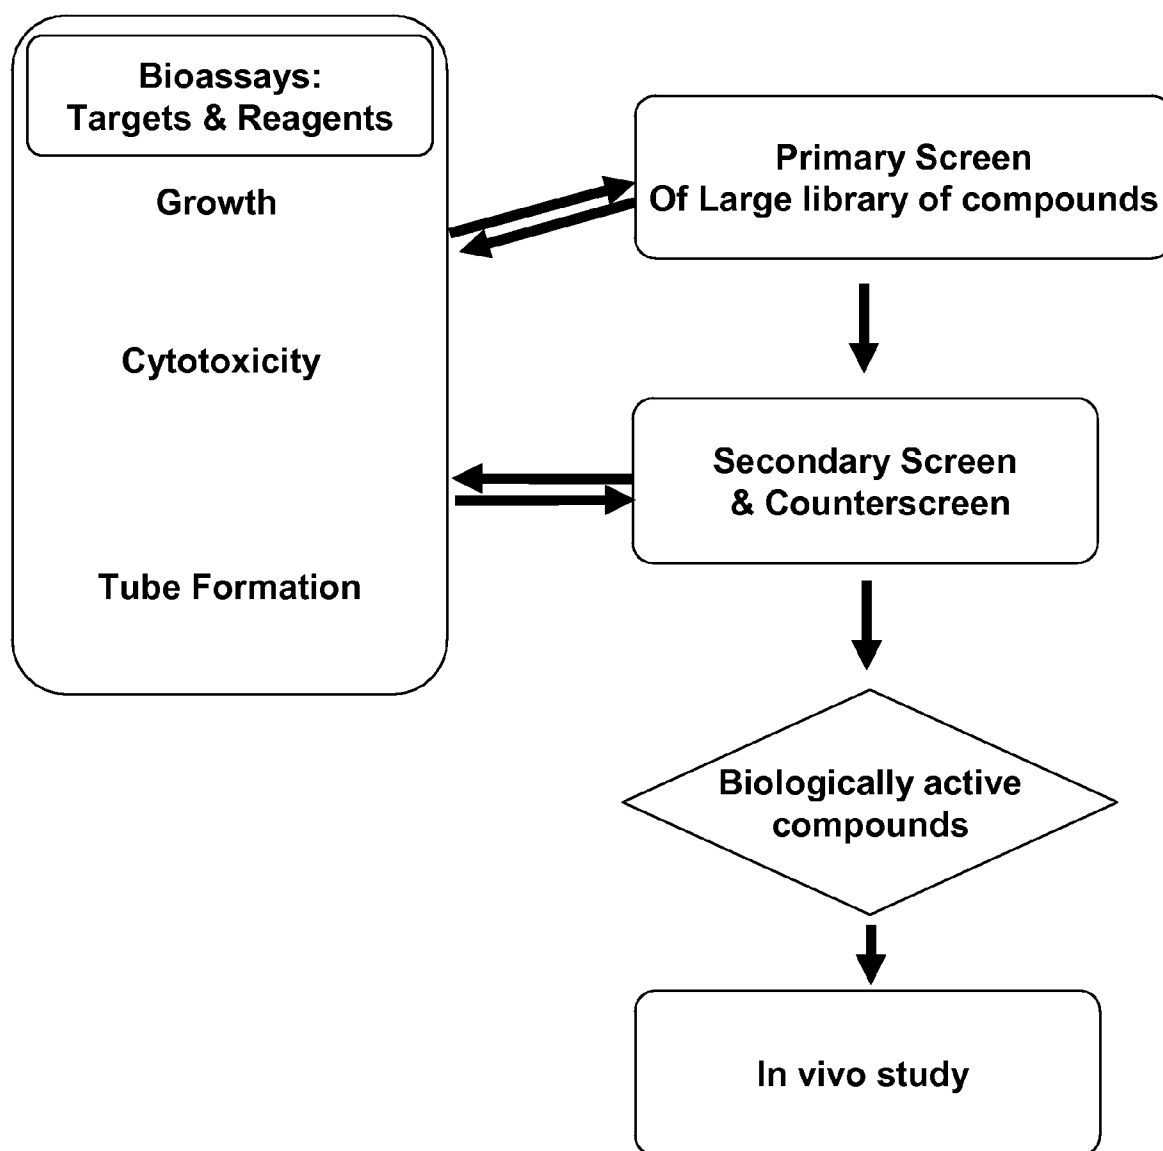 Bioassays:
Targets & Reagents
Growth
Cytotoxicity
Tube Formation
Primary Screen
Of Large library of compounds
Secondary Screen
& Counterscreen
Biologically active
compounds
In vivo study